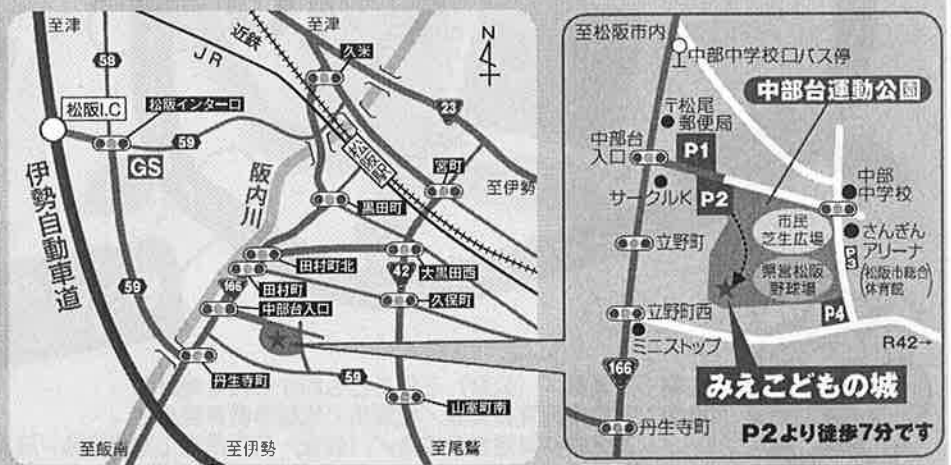 至津
至津
近鉄
JR
久米
N
58
松阪I.C
松阪インター口
59
GS
23
伊勢自動車道
阪内川
松阪駅
宮町
至伊勢
黒田町
田村町北
42
大黒田西
166
田村町
久保町
中部台入口
59
丹生寺町
59
山室町南
至飯南
至伊勢
至尾鷲
至松阪市内
中部中学校口バス停
中部台運動公園
〒松尾
郵便局
中部台
入口
P1
サークルK
P2
中部
中学校
市民
芝生広場
さんぎん
アリーナ
(松阪市総合
体育館)
P3
立野町
県営松阪
野球場
立野町西
P4
ミニストップ
R42→
166
みえこどもの城
丹生寺町
P2より徒歩7分です